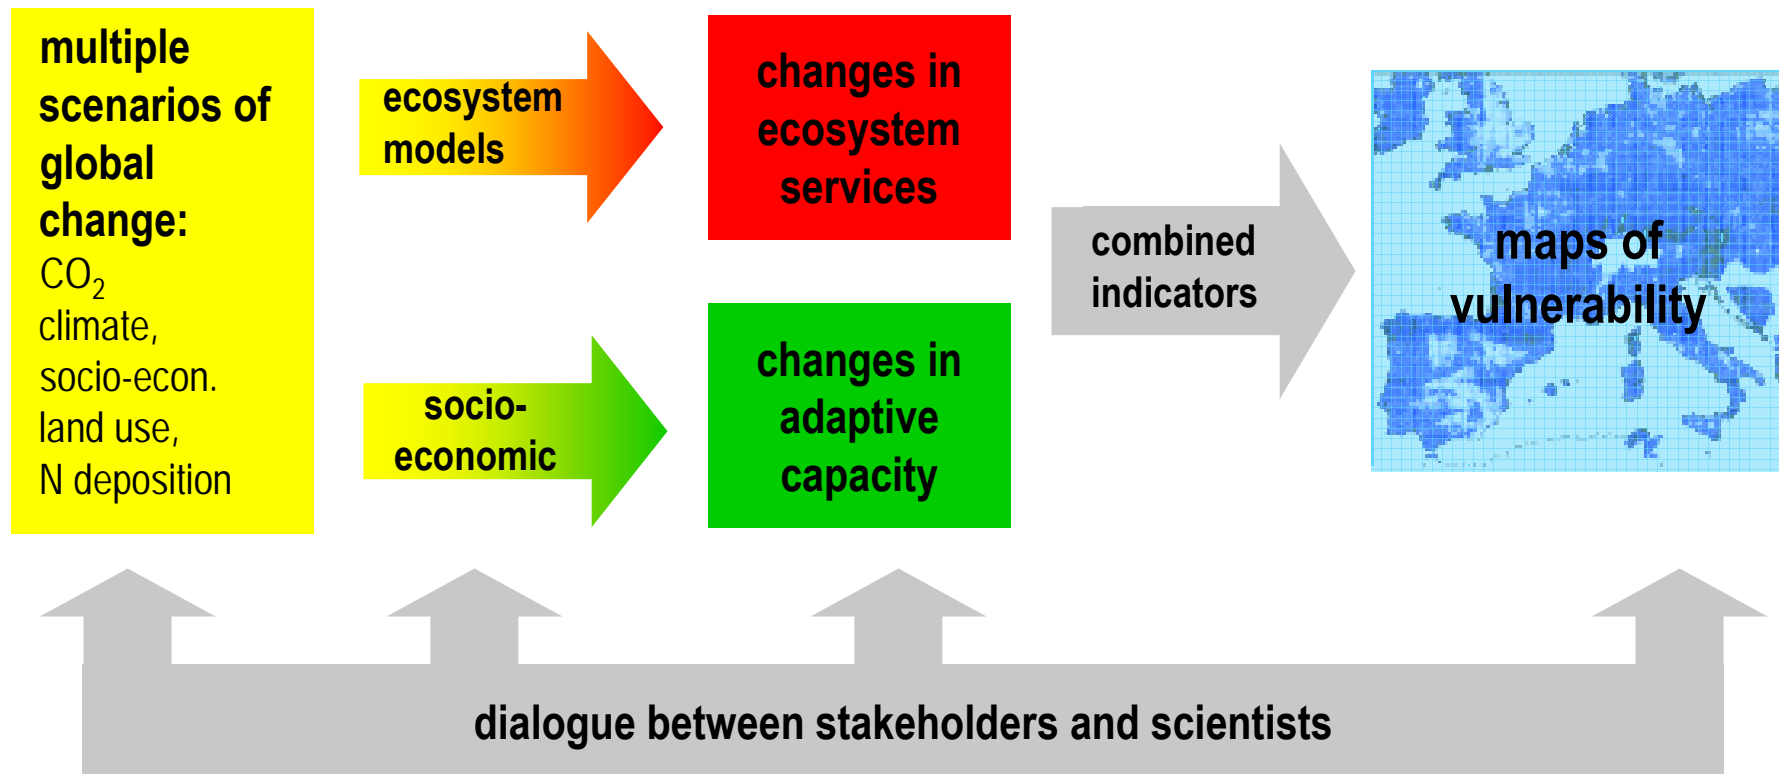 multiple
scenarios of
global
change:
CO₂
climate,
socio-econ.
land use,
N deposition
ecosystem
models
socio-
economic
changes in
ecosystem
services
changes in
adaptive
capacity
combined
indicators
maps of
vulnerability
dialogue between stakeholders and scientists